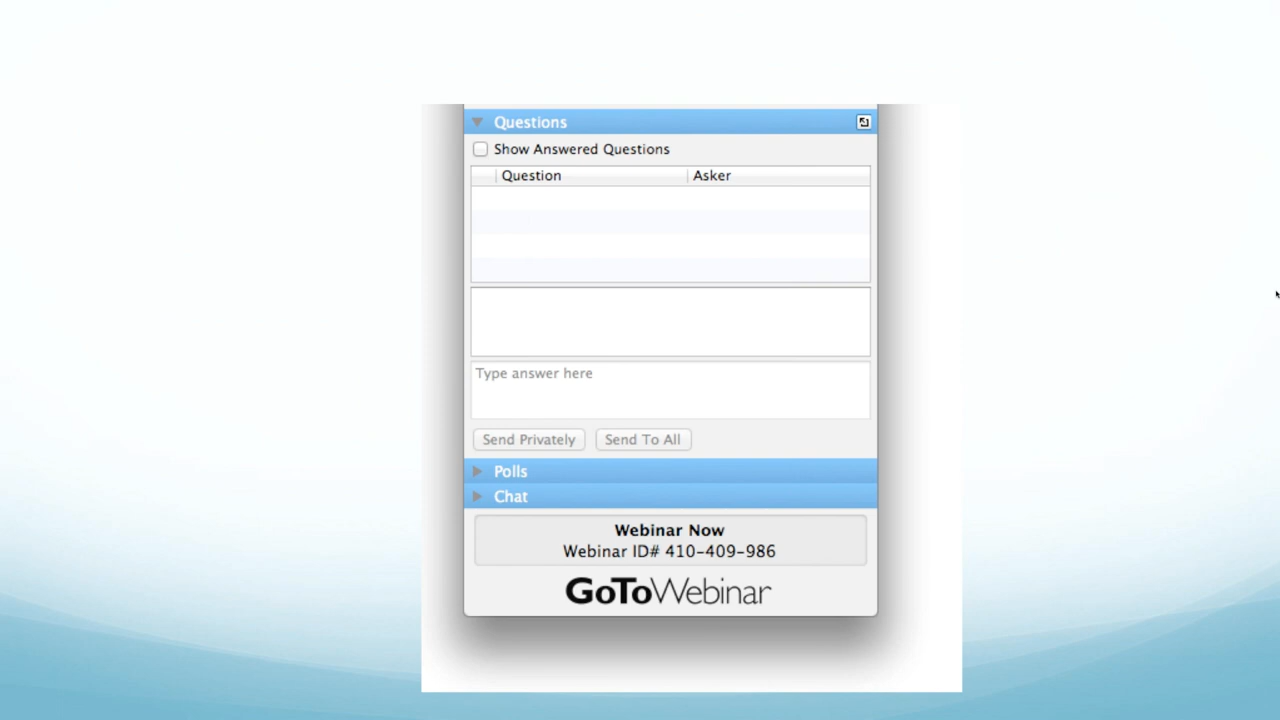 Questions
Show Answered Questions
Question Asker
Type answer here
Send Privately Send To All
Polls
Chat
Webinar Now
Webinar ID# 410-409-986
GoToWebinar